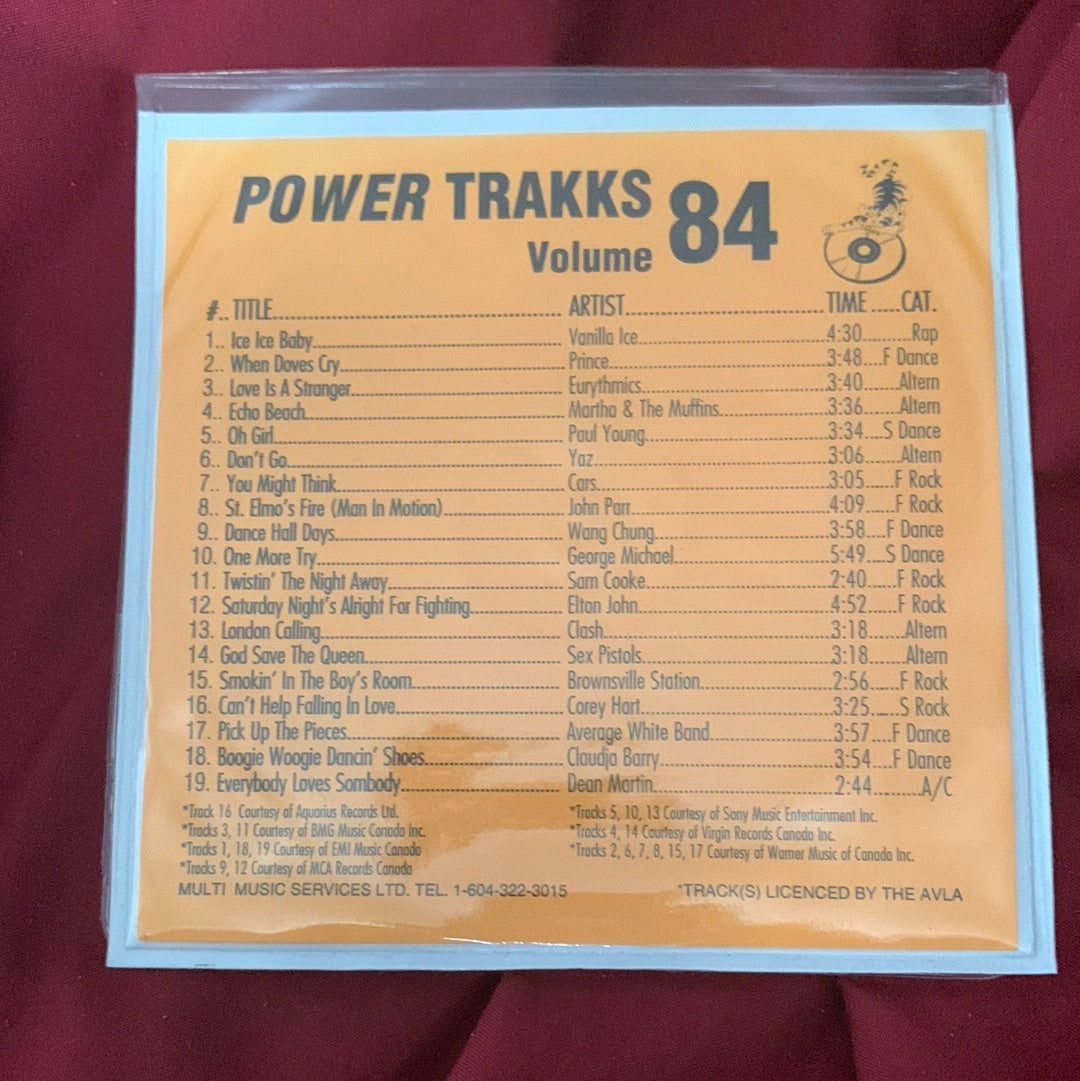 POWER TRAKKS 84
Volume
#.. TITLE ARTIST TIME CAT.
1.. Ice Ice Baby Vanilla Ice 4:30 Rap
2.. When Doves Cry Prince 3:48 F Dance
3.. Love Is A Stranger Eurythmics 3:40 Altern
4.. Echo Beach Martha & The Muffins 3:36 Altern
5.. Oh Girl Paul Young 3:34 S Dance
6.. Don't Go Yaz 3:06 Altern
7.. You Might Think Cars 3:05 F Rock
8.. St. Elmo's Fire (Man In Motion) John Parr 4:09 F Rock
9.. Dance Hall Days Wang Chung 3:58 F Dance
10. One More Try George Michael 5:49 S Dance
11. Twistin' The Night Away Sam Cooke 2:40 F Rock
12. Saturday Night's Alright For Fighting Elton John 4:52 F Rock
13. London Calling Clash 3:18 Altern
14. God Save The Queen Sex Pistols 3:18 Altern
15. Smokin' In The Boy's Room Brownsville Station 2:56 F Rock
16. Can't Help Falling In Love Corey Hart 3:25 S Rock
17. Pick Up The Pieces Average White Band 3:57 F Dance
18. Boogie Woogie Dancin' Shoes Claudja Barry 3:54 F Dance
19. Everybody Loves Sombody Dean Martin 2:44 A/C
*Track 16 Courtesy of Aquarius Records Ltd. *Tracks 5, 10, 13 Courtesy of Sony Music Entertainment Inc.
*Tracks 3, 11 Courtesy of BMG Music Canada Inc. *Tracks 4, 14 Courtesy of Virgin Records Canada Inc.
*Tracks 1, 18, 19 Courtesy of EMI Music Canada *Tracks 2, 6, 7, 8, 15, 17 Courtesy of Warner Music of Canada Inc.
*Tracks 9, 12 Courtesy of MCA Records Canada
MULTI MUSIC SERVICES LTD. TEL. 1-604-322-3015 *TRACK(S) LICENCED BY THE AVLA